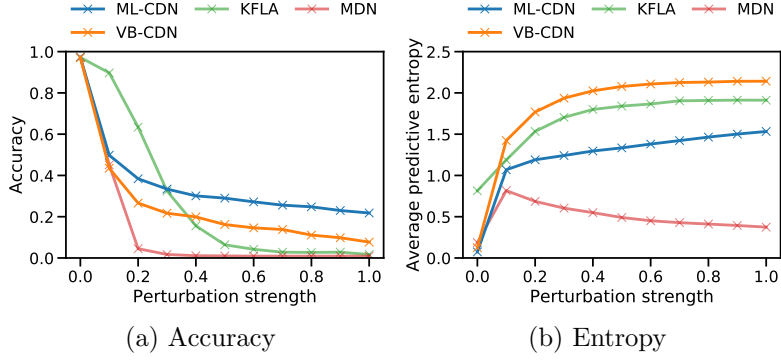 ML-CDN KFLA MDN
VB-CDN
1.0
0.8
0.6
0.4
0.2
0.0
Accuracy
0.0 0.2 0.4 0.6 0.8 1.0
Perturbation strength
(a) Accuracy
ML-CDN KFLA MDN
VB-CDN
2.5
2.0
1.5
1.0
0.5
0.0
Average predictive entropy
0.0 0.2 0.4 0.6 0.8 1.0
Perturbation strength
(b) Entropy